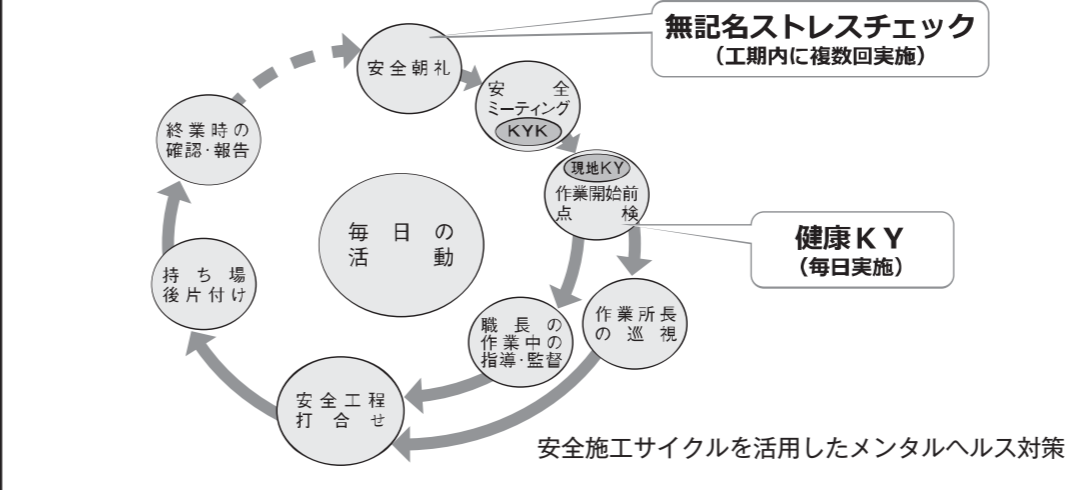 無記名ストレスチェック
（工期内に複数回実施）
安全朝礼
安全
ミーティング
KYK
現地KY
作業開始前
点検
健康KY
（毎日実施）
終業時の
確認・報告
毎日の
活動
持ち場
後片付け
職長の
作業中の
指導・監督
作業所長
の巡視
安全工程
打合せ
安全施工サイクルを活用したメンタルヘルス対策